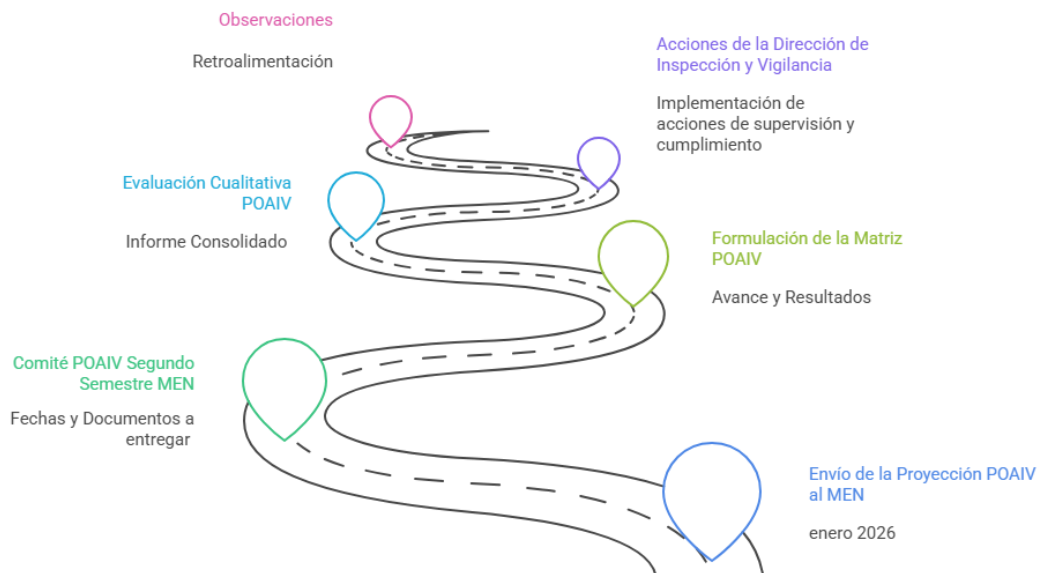 Observaciones
Retroalimentación
Acciones de la Dirección de
Inspección y Vigilancia
Implementación de
acciones de supervisión y
cumplimiento
Evaluación Cualitativa
POAIV
Informe Consolidado
Formulación de la Matriz
POAIV
Avance y Resultados
Comité POAIV Segundo
Semestre MEN
Fechas y Documentos a
entregar
Envío de la Proyección POAIV
al MEN
enero 2026